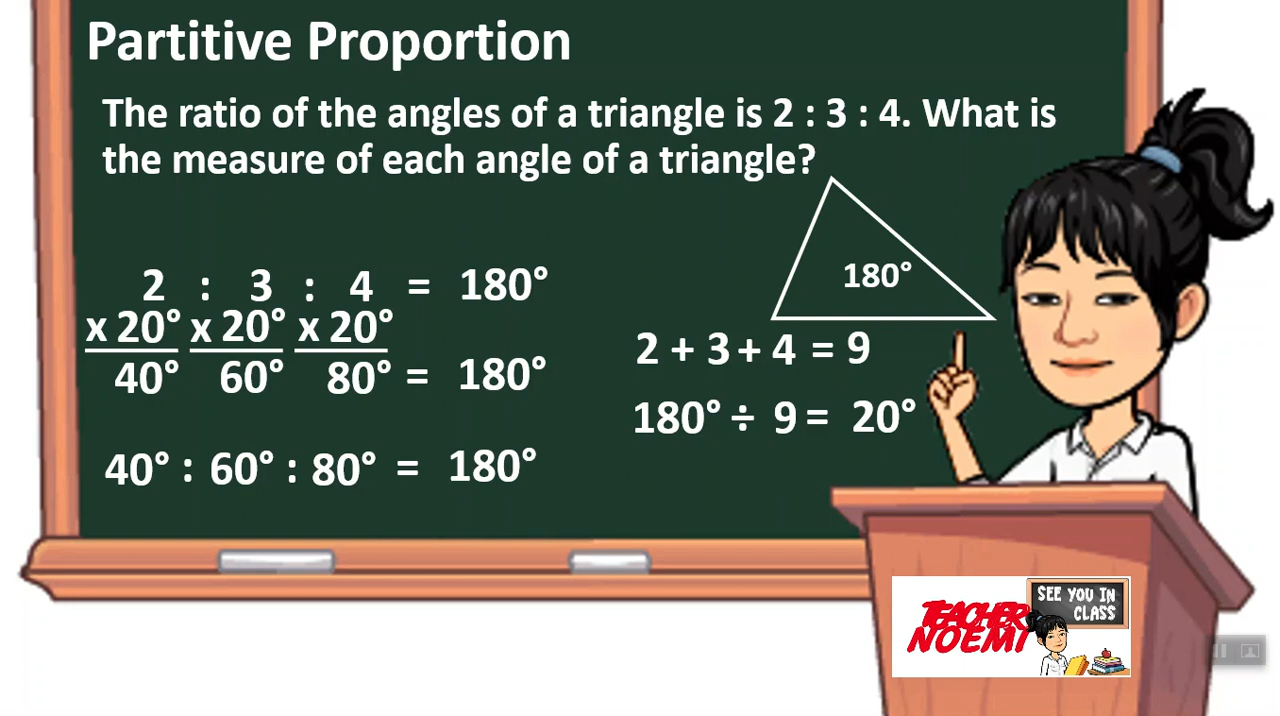 Partitive Proportion
The ratio of the angles of a triangle is 2 : 3 : 4. What is
the measure of each angle of a triangle?
180°
2 : 3 : 4 = 180°
x 20° x 20° x 20°
40° 60° 80° = 180°
40° : 60° : 80° = 180°
2 + 3 + 4 = 9
180° ÷ 9 = 20°
TEACHER
NOEMI
SEE YOU IN
CLASS